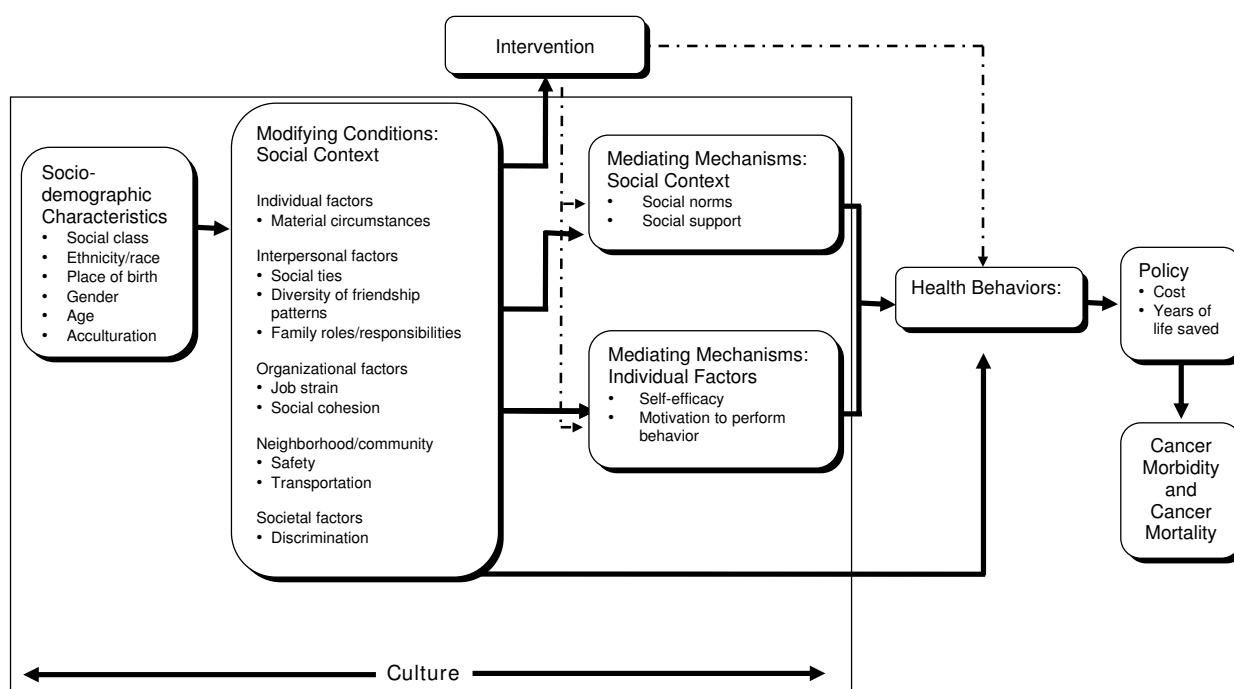 Intervention
Socio-
demographic
Characteristics
• Social class
• Ethnicity/race
• Place of birth
• Gender
• Age
• Acculturation
Modifying Conditions:
Social Context
Individual factors
• Material circumstances
Interpersonal factors
• Social ties
• Diversity of friendship
patterns
• Family roles/responsibilities
Organizational factors
• Job strain
• Social cohesion
Neighborhood/community
• Safety
• Transportation
Societal factors
• Discrimination
Mediating Mechanisms:
Social Context
• Social norms
• Social support
Mediating Mechanisms:
Individual Factors
• Self-efficacy
• Motivation to perform
behavior
Health Behaviors:
Policy
• Cost
• Years of
life saved
Cancer
Morbidity
and
Cancer
Mortality
Culture